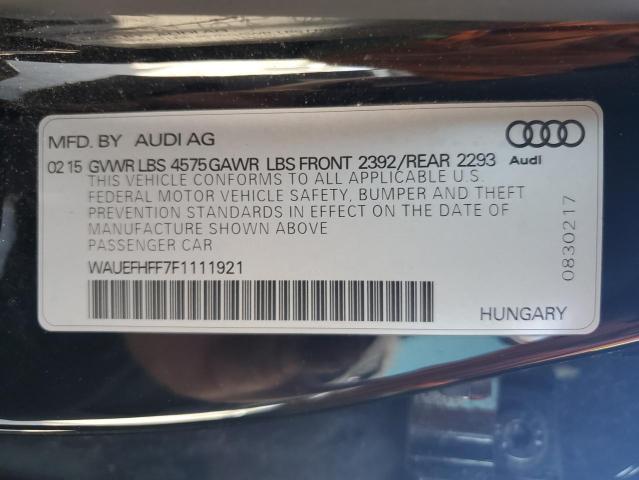 MFD. BY AUDI AG
02 15 GVWR LBS 4575 GAWR LBS FRONT 2392/REAR 2293
Audi
THIS VEHICLE CONFORMS TO ALL APPLICABLE U.S.
FEDERAL MOTOR VEHICLE SAFETY, BUMPER AND THEFT
PREVENTION STANDARDS IN EFFECT ON THE DATE OF
MANUFACTURE SHOWN ABOVE
PASSENGER CAR
WAUEFHFF7F1111921
0830217
HUNGARY